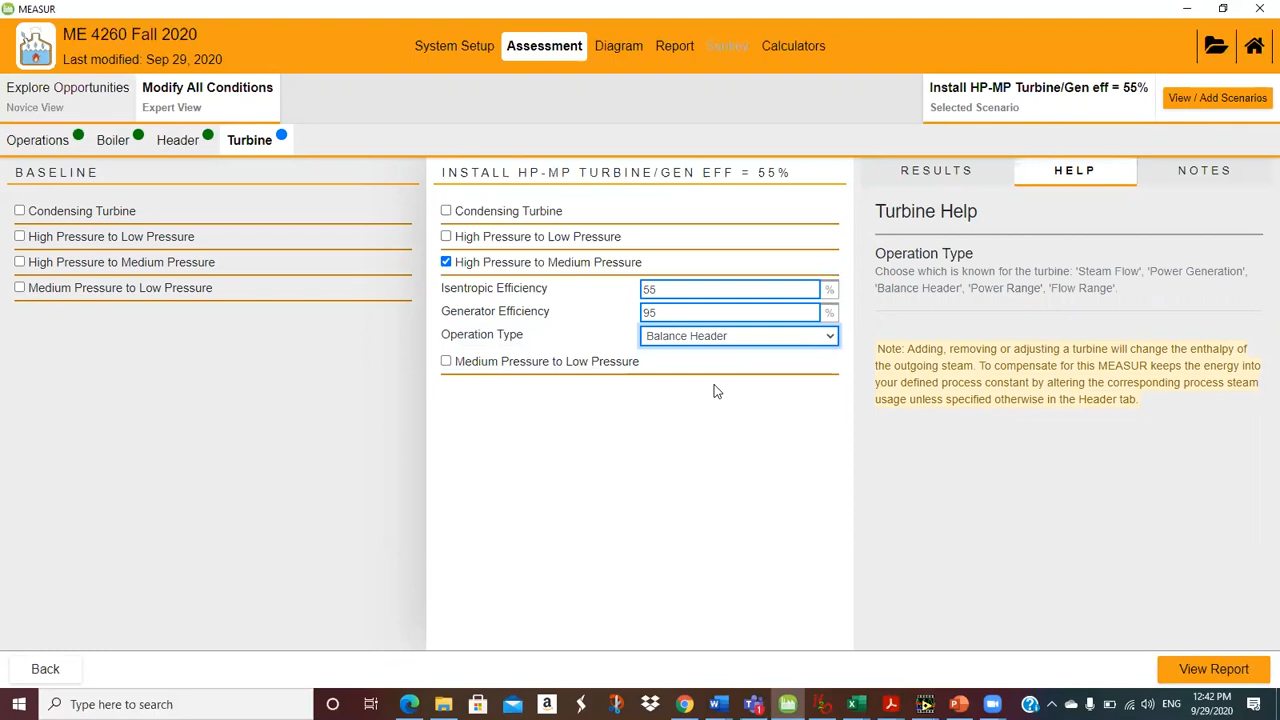 MEASUR
ME 4260 Fall 2020
Last modified: Sep 29, 2020
System Setup
Assessment
Diagram
Report
Sankey
Calculators
Explore Opportunities
Novice View
Modify All Conditions
Expert View
Install HP-MP Turbine/Gen eff = 55%
Selected Scenario
View / Add Scenarios
Operations
Boiler
Header
Turbine
BASELINE
Condensing Turbine
High Pressure to Low Pressure
High Pressure to Medium Pressure
Medium Pressure to Low Pressure
INSTALL HP-MP TURBINE/GEN EFF = 55%
Condensing Turbine
High Pressure to Low Pressure
High Pressure to Medium Pressure
Isentropic Efficiency 55 %
Generator Efficiency 95 %
Operation Type Balance Header
Medium Pressure to Low Pressure
RESULTS
HELP
NOTES
Turbine Help
Operation Type
Choose which is known for the turbine: 'Steam Flow', 'Power Generation',
'Balance Header', 'Power Range', 'Flow Range'.
Note: Adding, removing or adjusting a turbine will change the enthalpy of
the outgoing steam. To compensate for this MEASUR keeps the energy into
your defined process constant by altering the corresponding process steam
usage unless specified otherwise in the Header tab.
Back
View Report
Type here to search
ENG
12:42 PM
9/29/2020